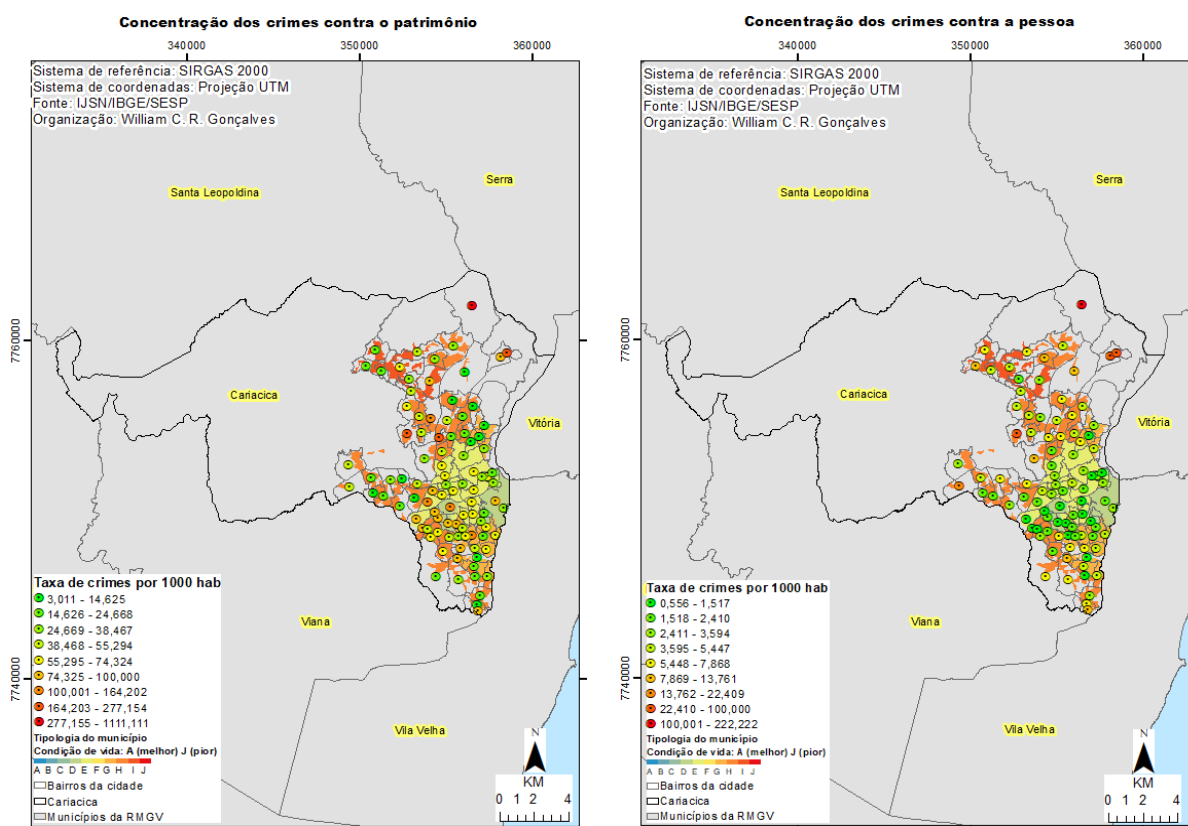 Concentração dos crimes contra o patrimônio
340000 350000 360000
Sistema de referência: SIRGAS 2000
Sistema de coordenadas: Projeção UTM
Fonte: IJSN/IBGE/SESP
Organização: William C. R. Gonçalves
Serra
Santa Leopoldina
7760000
Cariacica
Vitória
Viana
7740000
Vila Velha
Taxa de crimes por 1000 hab
3,011 - 14,625
14,626 - 24,668
24,669 - 38,467
38,468 - 55,294
55,295 - 74,324
74,325 - 100,000
100,001 - 164,202
164,203 - 277,154
277,155 - 1111,111
Tipologia do município
Condição de vida: A (melhor) J (pior)
A B C D E F G H I J
Bairros da cidade
Cariacica
Municípios da RMGV
N
KM
0 1 2 4
Concentração dos crimes contra a pessoa
340000 350000 360000
Sistema de referência: SIRGAS 2000
Sistema de coordenadas: Projeção UTM
Fonte: IJSN/IBGE/SESP
Organização: William C. R. Gonçalves
Serra
Santa Leopoldina
7760000
Cariacica
Vitória
Viana
7740000
Vila Velha
Taxa de crimes por 1000 hab
0,556 - 1,517
1,518 - 2,410
2,411 - 3,594
3,595 - 5,447
5,448 - 7,868
7,869 - 13,761
13,762 - 22,409
22,410 - 100,000
100,001 - 222,222
Tipologia do município
Condição de vida: A (melhor) J (pior)
A B C D E F G H I J
Bairros da cidade
Cariacica
Municípios da RMGV
N
KM
0 1 2 4